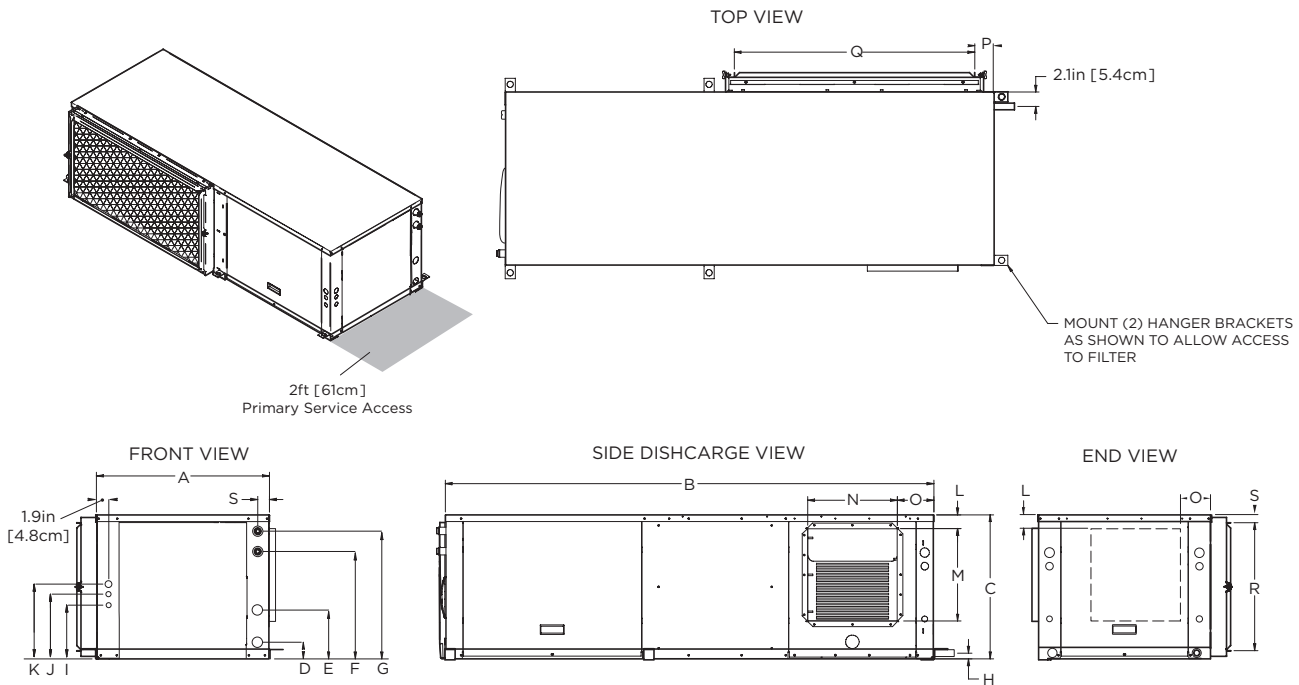 TOP VIEW
Q
P
2.1in [5.4cm]
MOUNT (2) HANGER BRACKETS
AS SHOWN TO ALLOW ACCESS
TO FILTER
2ft [61cm]
Primary Service Access
FRONT VIEW
A
S
1.9in
[4.8cm]
K J I
D E F G
SIDE DISHCARGE VIEW
B
L
N
O
M
C
H
END VIEW
L
O
S
R